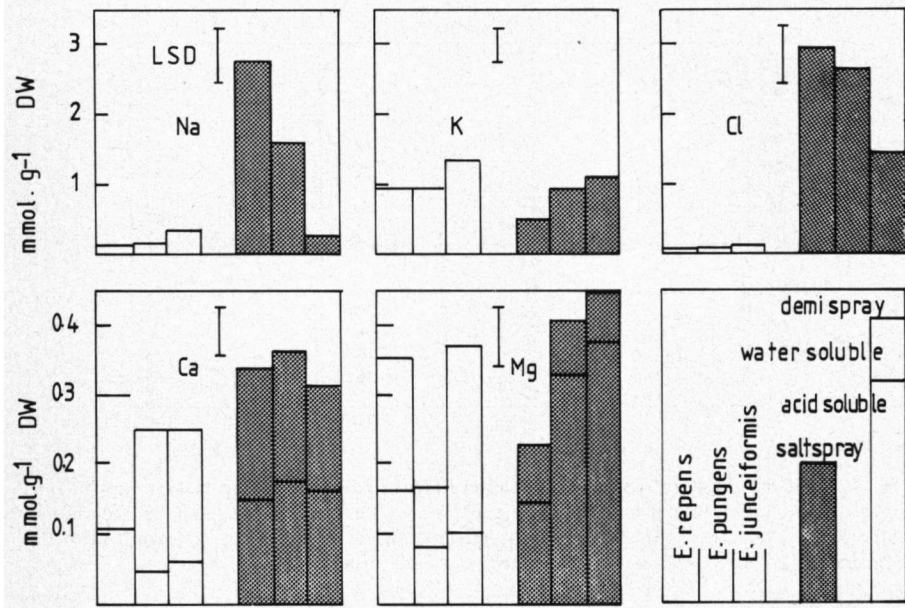 3
2
1
mmol. g-1 DW
LSD
Na
K
Cl
0.4
0.3
0.2
0.1
mmol.g-1 DW
Ca
Mg
demi spray
water soluble
acid soluble
saltspray
E. repens
E. pungens
E. junceiformis